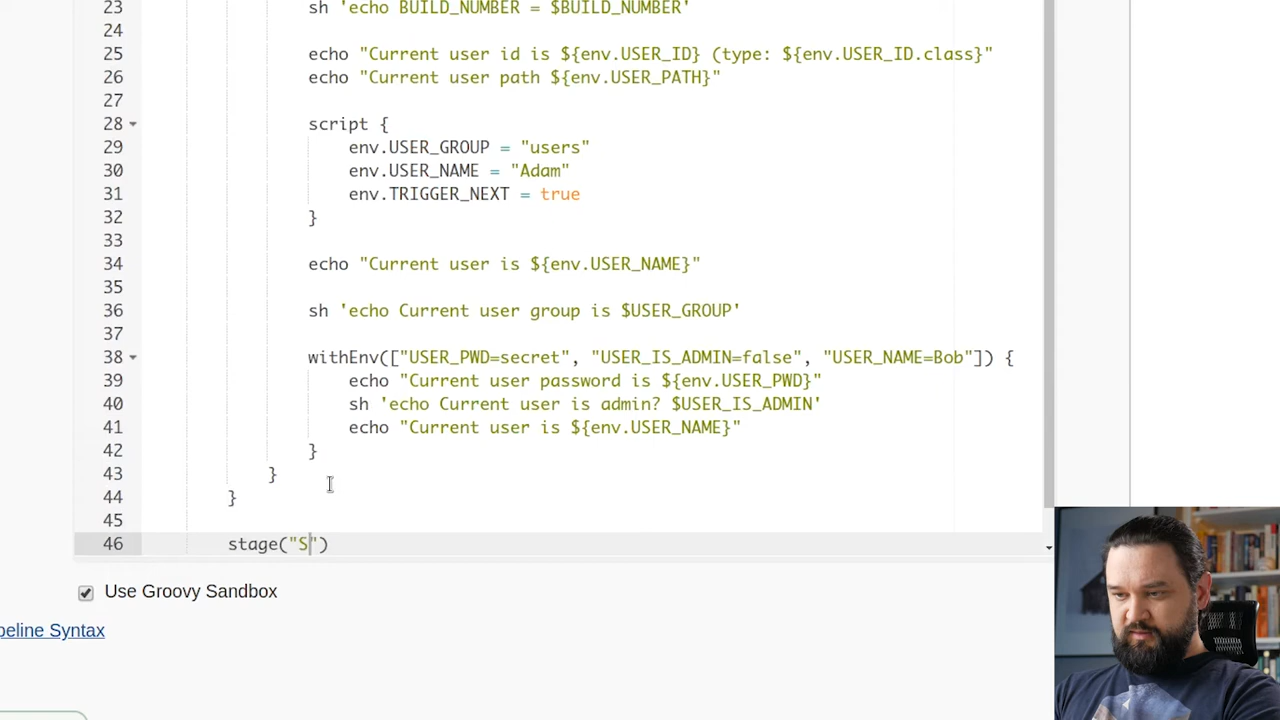 23 sh 'echo BUILD_NUMBER = $BUILD_NUMBER'
24
25 echo "Current user id is ${env.USER_ID} (type: ${env.USER_ID.class}"
26 echo "Current user path ${env.USER_PATH}"
27
28 script {
29 env.USER_GROUP = "users"
30 env.USER_NAME = "Adam"
31 env.TRIGGER_NEXT = true
32 }
33
34 echo "Current user is ${env.USER_NAME}"
35
36 sh 'echo Current user group is $USER_GROUP'
37
38 withEnv(["USER_PWD=secret", "USER_IS_ADMIN=false", "USER_NAME=Bob"]) {
39 echo "Current user password is ${env.USER_PWD}"
40 sh 'echo Current user is admin? $USER_IS_ADMIN'
41 echo "Current user is ${env.USER_NAME}"
42 }
43 }
44 }
45
46 stage("S")
Use Groovy Sandbox
peline Syntax